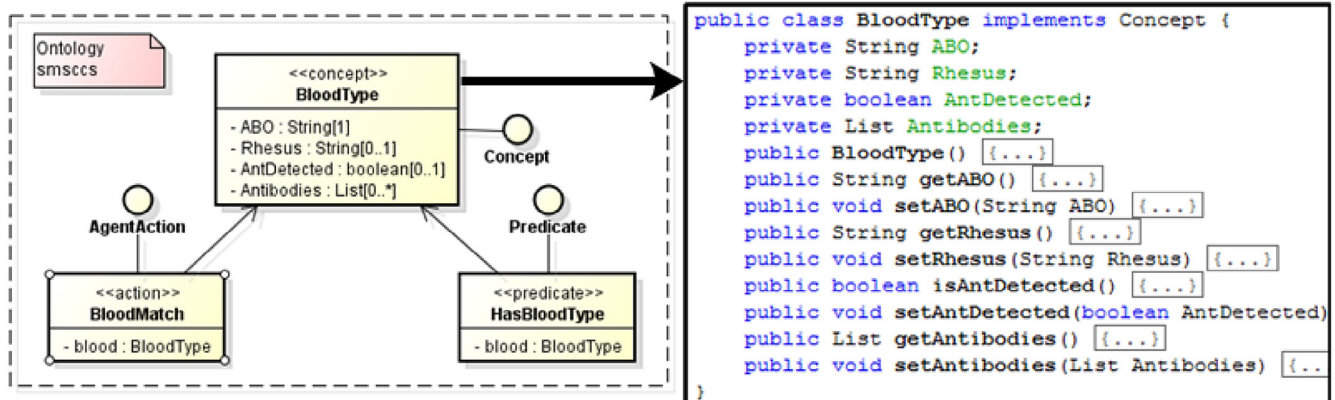 Ontology
smsccs
<<concept>>
BloodType
- ABO : String[1]
- Rhesus : String[0..1]
- AntDetected : boolean[0..1]
- Antibodies : List[0..*]
Concept
AgentAction
Predicate
<<action>>
BloodMatch
- blood : BloodType
<<predicate>>
HasBloodType
- blood : BloodType
public class BloodType implements Concept {
private String ABO;
private String Rhesus;
private boolean AntDetected;
private List Antibodies;
public BloodType() {...}
public String getABO() {...}
public void setABO(String ABO) {...}
public String getRhesus() {...}
public void setRhesus(String Rhesus) {...}
public boolean isAntDetected() {...}
public void setAntDetected(boolean AntDetected)
public List getAntibodies() {...}
public void setAntibodies(List Antibodies) {..
}